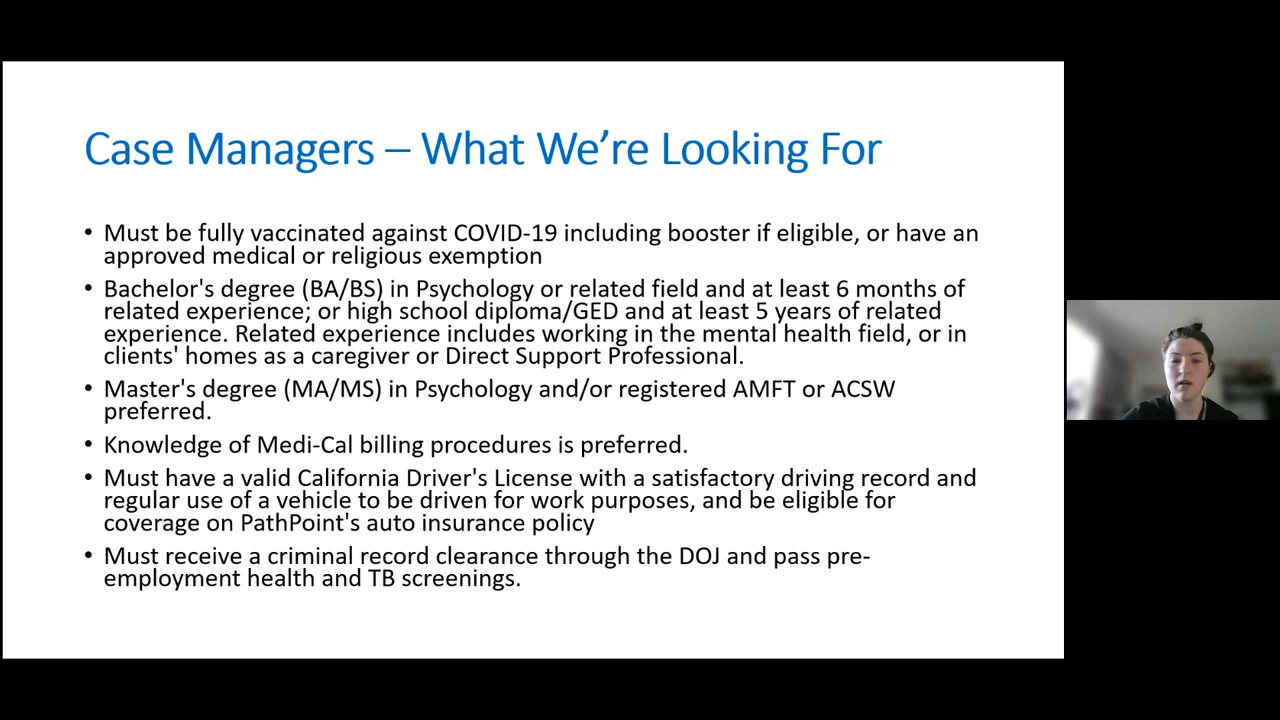 Case Managers – What We’re Looking For
• Must be fully vaccinated against COVID-19 including booster if eligible, or have an
approved medical or religious exemption
• Bachelor's degree (BA/BS) in Psychology or related field and at least 6 months of
related experience; or high school diploma/GED and at least 5 years of related
experience. Related experience includes working in the mental health field, or in
clients' homes as a caregiver or Direct Support Professional.
• Master's degree (MA/MS) in Psychology and/or registered AMFT or ACSW
preferred.
• Knowledge of Medi-Cal billing procedures is preferred.
• Must have a valid California Driver's License with a satisfactory driving record and
regular use of a vehicle to be driven for work purposes, and be eligible for
coverage on PathPoint's auto insurance policy
• Must receive a criminal record clearance through the DOJ and pass pre-
employment health and TB screenings.